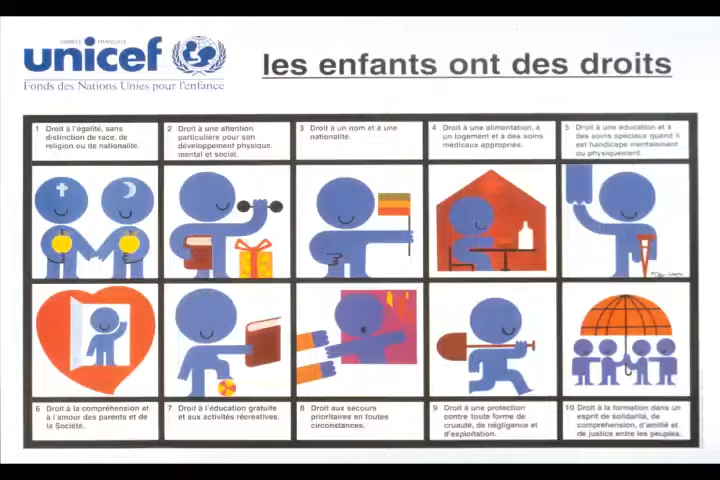 COMITÉ FRANÇAIS
unicef
Fonds des Nations Unies pour l'enfance
les enfants ont des droits
1 Droit à l'égalité, sans
distinction de race, de
religion ou de nationalité.
2 Droit à une attention
particulière pour son
développement physique,
mental et social.
3 Droit à un nom et à une
nationalité.
4 Droit à une alimentation, à
un logement et à des soins
médicaux appropriés.
5 Droit à une éducation et à
des soins spéciaux quand il
est handicapé mentalement
ou physiquement.
6 Droit à la compréhension et
à l'amour des parents et de
la Société.
7 Droit à l'éducation gratuite
et aux activités récréatives.
8 Droit aux secours
prioritaires en toutes
circonstances.
9 Droit à une protection
contre toute forme de
cruauté, de négligence et
d'exploitation.
10 Droit à la formation dans un
esprit de solidarité, de
compréhension, d'amitié et
de justice entre les peuples.